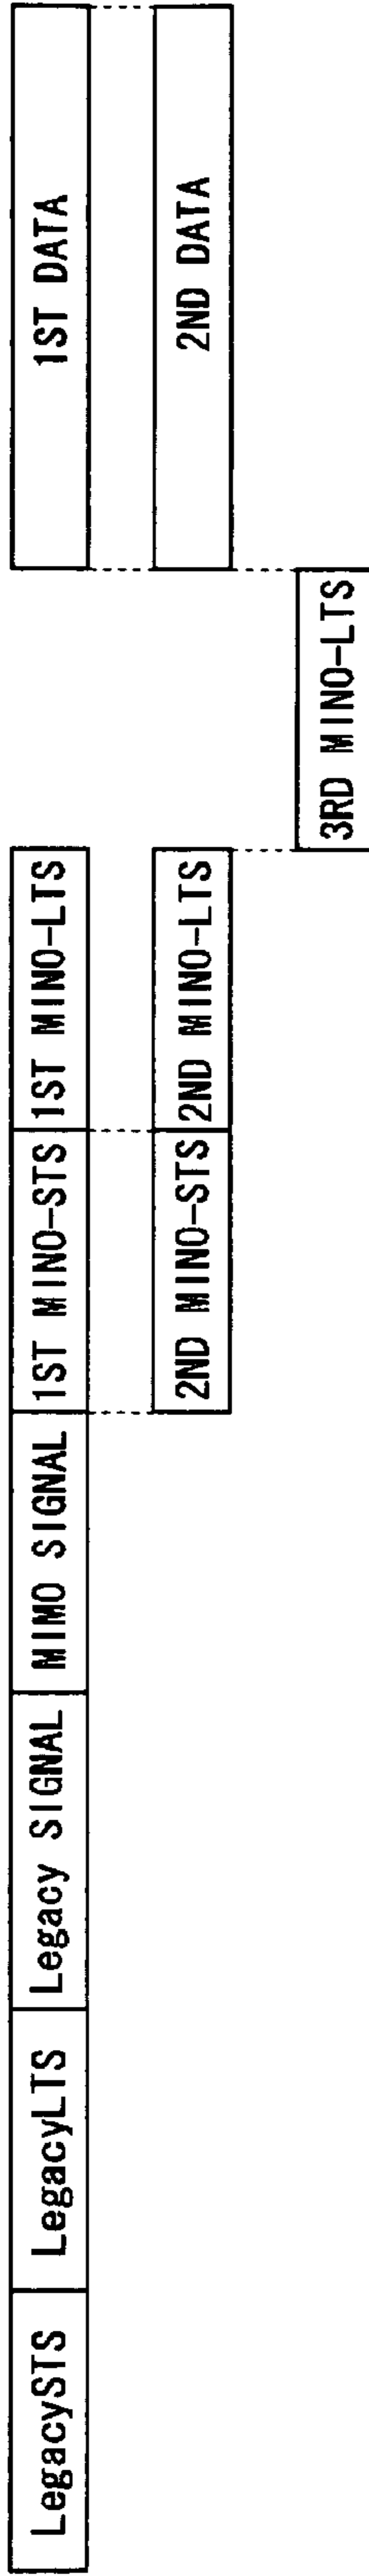 LegacySTS
LegacyLTS
Legacy SIGNAL
MIMO SIGNAL
1ST MINO-STS
1ST MINO-LTS
1ST DATA
2ND MINO-STS
2ND MINO-LTS
2ND DATA
3RD MINO-LTS